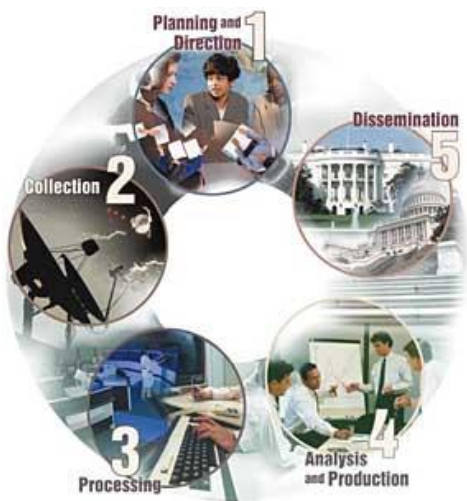 Planning and
Direction
1
Collection
2
3
Processing
4
Analysis
and Production
Dissemination
5